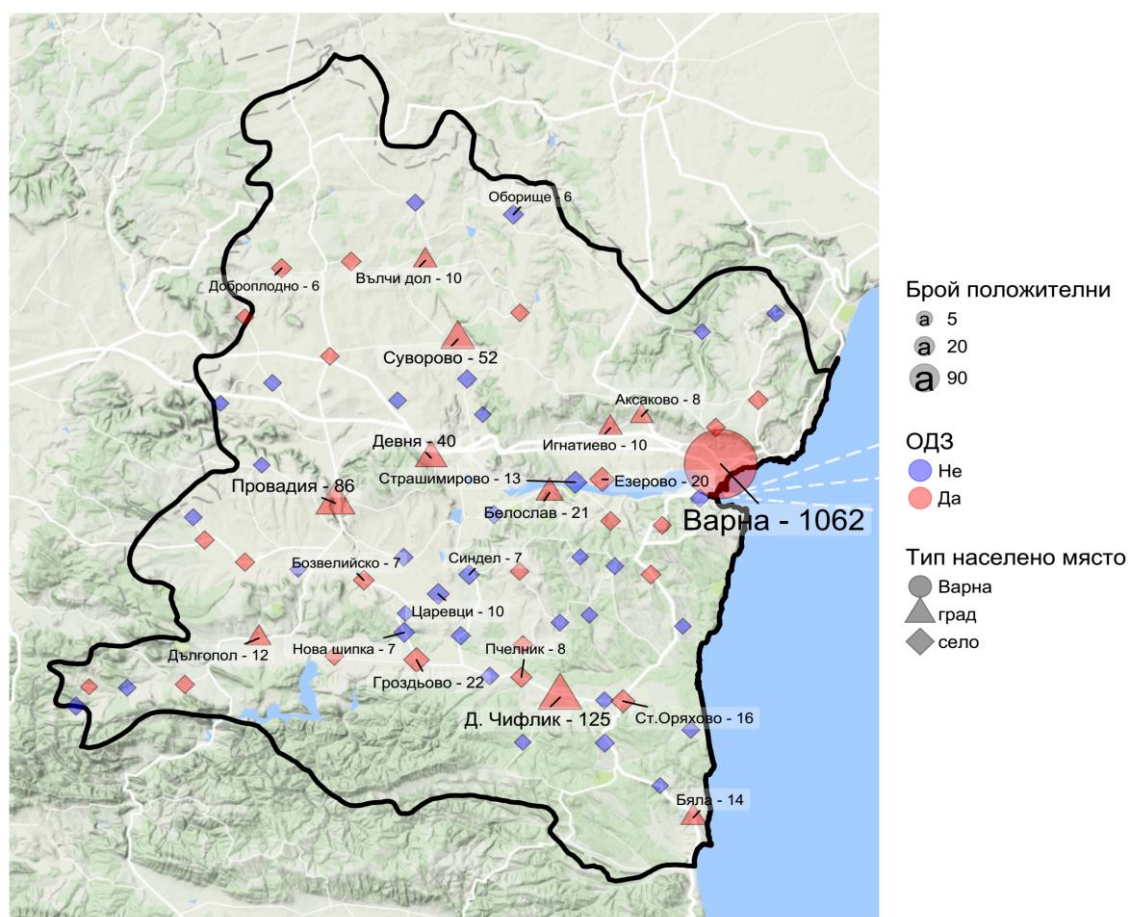 Оборище - 6
Доброплодно - 6
Вълчи дол - 10
Суворово - 52
Аксаково - 8
Игнатиево - 10
Девня - 40
Страшимирово - 13
Езерово - 20
Провадия - 86
Белослав - 21
Варна - 1062
Бозвелийско - 7
Синдел - 7
Царевци - 10
Нова шипка - 7
Пчелник - 8
Дългопол - 12
Гроздьово - 22
Д. Чифлик - 125
Ст.Оряхово - 16
Бяла - 14
Брой положителни
a 5
a 20
a 90
ОДЗ
Не
Да
Тип населено място
Варна
град
село